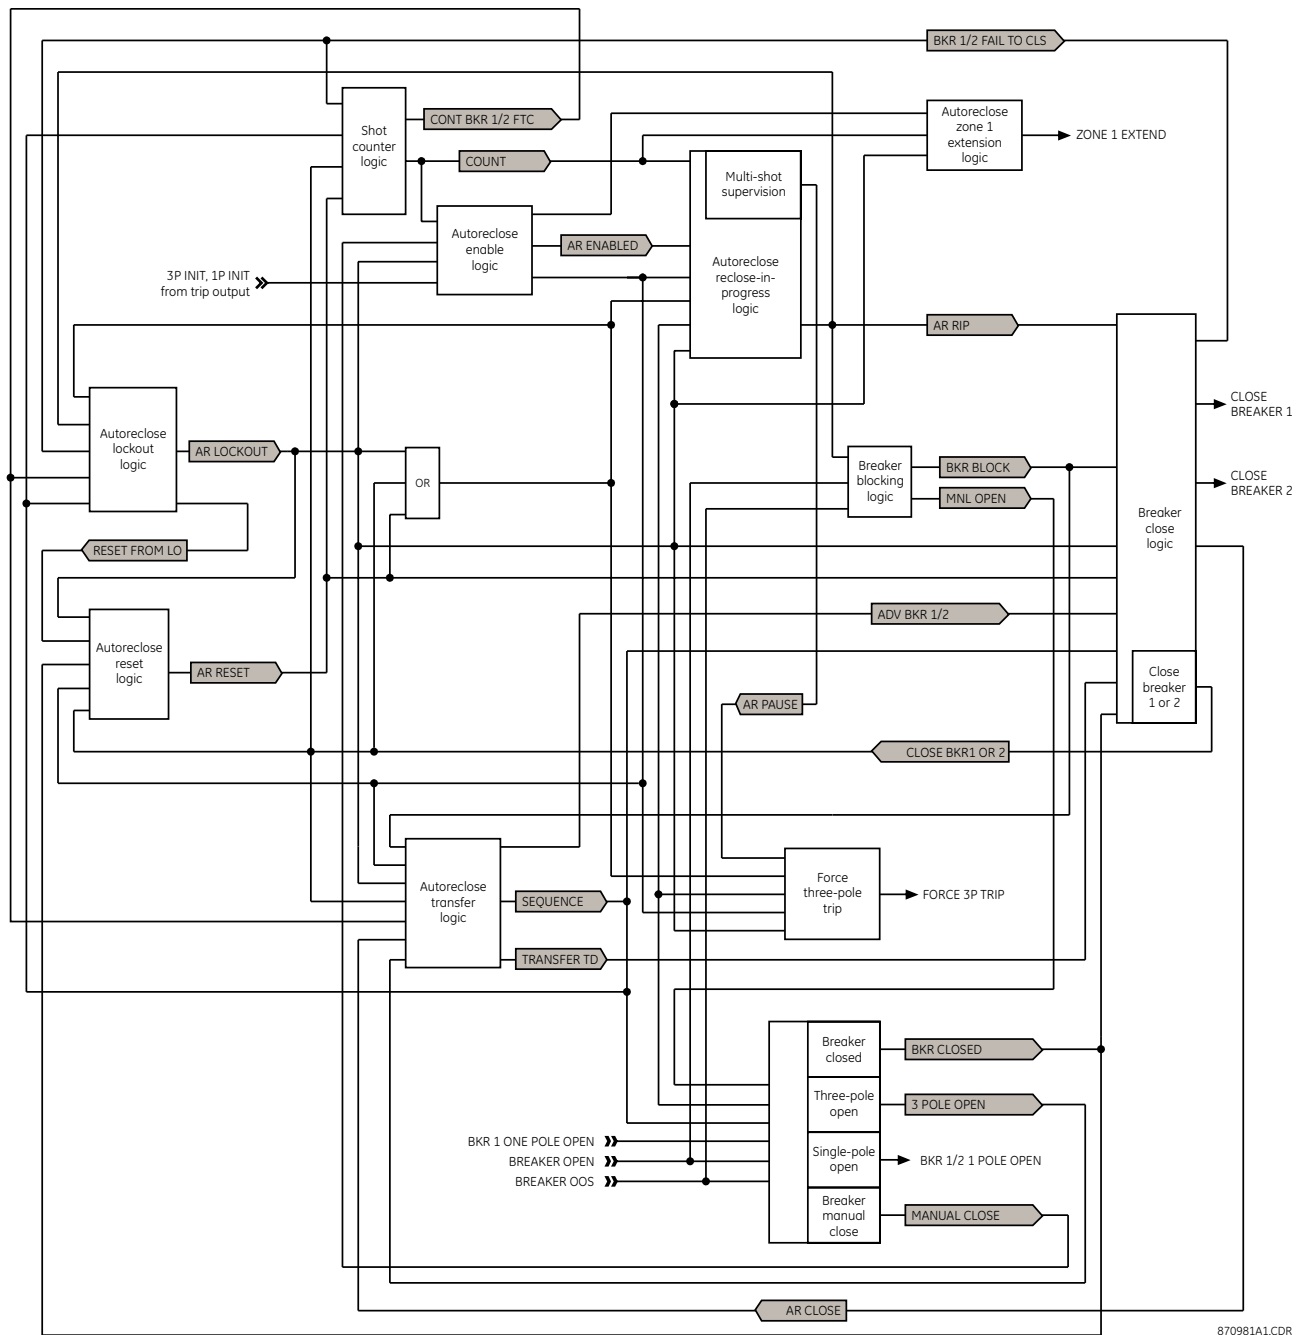 BKR 1/2 FAIL TO CLS
Shot
counter
logic
CONT BKR 1/2 FTC
COUNT
Autoreclose
zone 1
extension
logic
ZONE 1 EXTEND
Multi-shot
supervision
Autoreclose
enable
logic
AR ENABLED
Autoreclose
reclose-in-
progress
logic
3P INIT, 1P INIT
from trip output
AR RIP
CLOSE
BREAKER 1
Autoreclose
lockout
logic
AR LOCKOUT
OR
Breaker
blocking
logic
BKR BLOCK
MNL OPEN
CLOSE
BREAKER 2
Breaker
close
logic
RESET FROM LO
ADV BKR 1/2
Autoreclose
reset
logic
AR RESET
Close
breaker
1 or 2
AR PAUSE
CLOSE BKR1 OR 2
Autoreclose
transfer
logic
SEQUENCE
TRANSFER TD
Force
three-pole
trip
FORCE 3P TRIP
Breaker
closed
BKR CLOSED
Three-pole
open
3 POLE OPEN
BKR 1 ONE POLE OPEN
BREAKER OPEN
BREAKER OOS
Single-pole
open
BKR 1/2 1 POLE OPEN
Breaker
manual
close
MANUAL CLOSE
AR CLOSE
870981A1.CDR